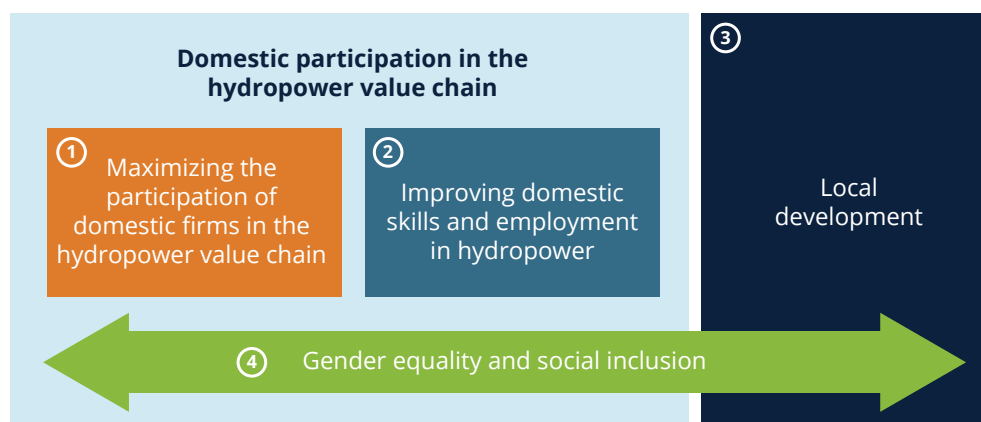 Domestic participation in the
hydropower value chain
1
Maximizing the
participation of
domestic firms in the
hydropower value chain
2
Improving domestic
skills and employment
in hydropower
3
Local
development
4 Gender equality and social inclusion